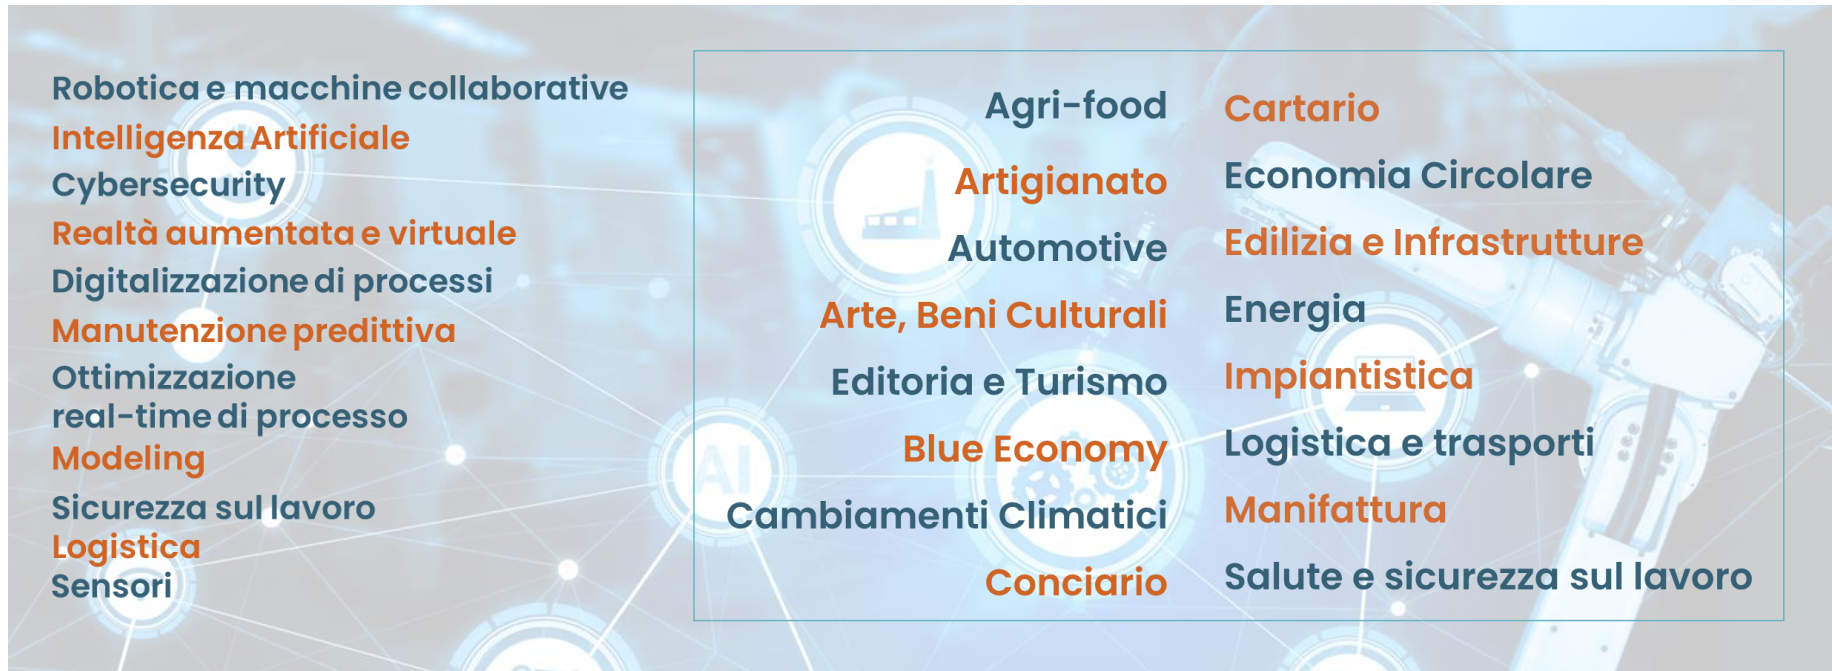 Robotica e macchine collaborative
Intelligenza Artificiale
Cybersecurity
Realtà aumentata e virtuale
Digitalizzazione di processi
Manutenzione predittiva
Ottimizzazione
real-time di processo
Modeling
Sicurezza sul lavoro
Logistica
Sensori
Agri-food
Artigianato
Automotive
Arte, Beni Culturali
Editoria e Turismo
Blue Economy
Cambiamenti Climatici
Conciario
Cartario
Economia Circolare
Edilizia e Infrastrutture
Energia
Impiantistica
Logistica e trasporti
Manifattura
Salute e sicurezza sul lavoro
AI